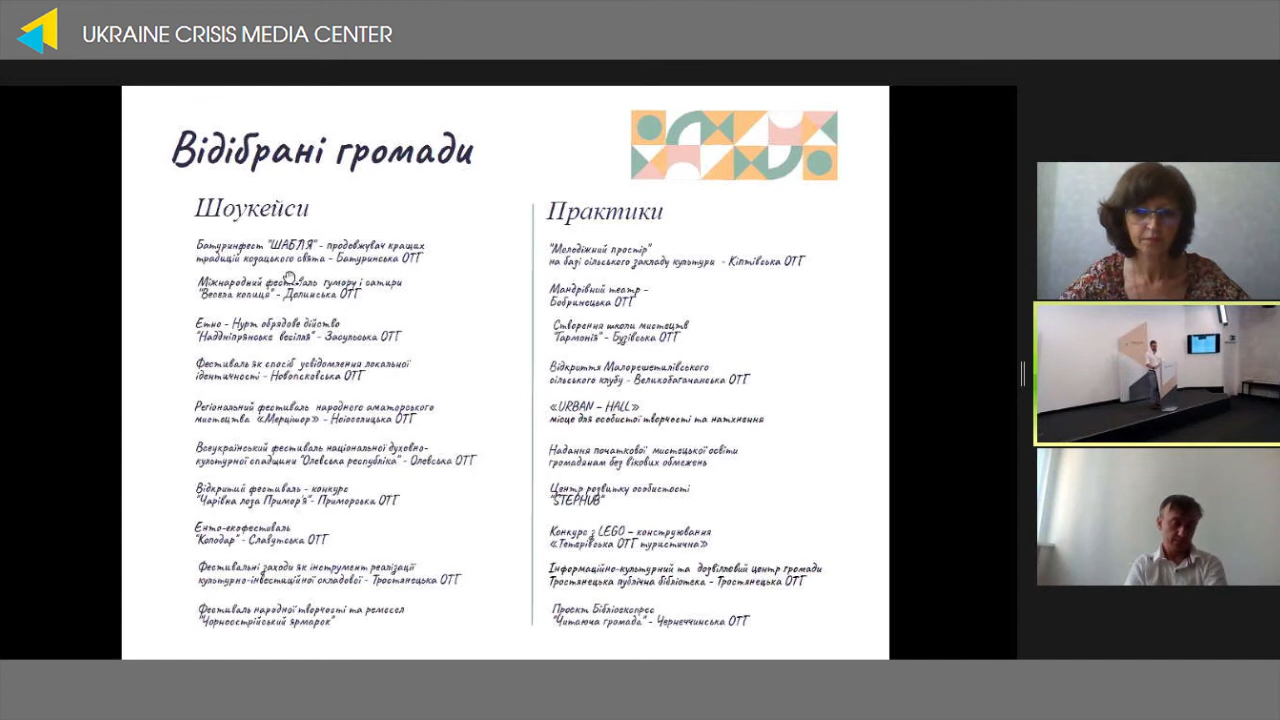 UKRAINE CRISIS MEDIA CENTER
Відібрані громади
Шоукейси
Батуринфест "ШАБЛЯ" - продовжувач кращих
традицій козацького свята - Батуринська ОТГ
Міжнародний фестиваль гумору і сатири
"Весела копиця" - Долинська ОТГ
Етно - Нурт обрядове дійство
"Наддніпрянське весілля" - Засульська ОТГ
Фестиваль як спосіб усвідомлення локальної
ідентичності - Новопсковська ОТГ
Регіональний фестиваль народного аматорського
мистецтва «Мерцішор» - Новоселицька ОТГ
Всеукраїнський фестиваль національної духовно-
культурної спадщини "Олевська республіка" - Олевська ОТГ
Відкритий фестиваль - конкурс
"Чарівна лоза Примор'я"- Приморська ОТГ
Енто-екофестиваль
"Колодар" - Славутська ОТГ
Фестивальні заходи як інструмент реалізації
культурно-інвестиційної складової - Тростянецька ОТГ
Фестиваль народної творчості та ремесел
"Чорноострійський ярмарок"
Практики
"Молодіжний простір"
на базі сільського закладу культури - Кіптівська ОТГ
Мандрівний театр -
Бобринецька ОТГ
Створення школи мистецтв
"Гармонія" - Бузівська ОТГ
Відкриття Малорешетилівського
сільського клубу - Великобагачанська ОТГ
«URBAN – HALL»
місце для особистої творчості та натхнення
Надання початкової мистецької освіти
громадянам без вікових обмежень
Центр розвитку особистості
"STEPHUB"
Конкурс з LEGO – конструювання
«Тетерівська ОТГ туристична»
Інформаційно-культурний та дозвіллєвий центр громади
Тростянецька публічна бібліотека - Тростянецька ОТГ
Проєкт Бібліоекспрес
"Читаюча громада" - Чернеччинська ОТГ